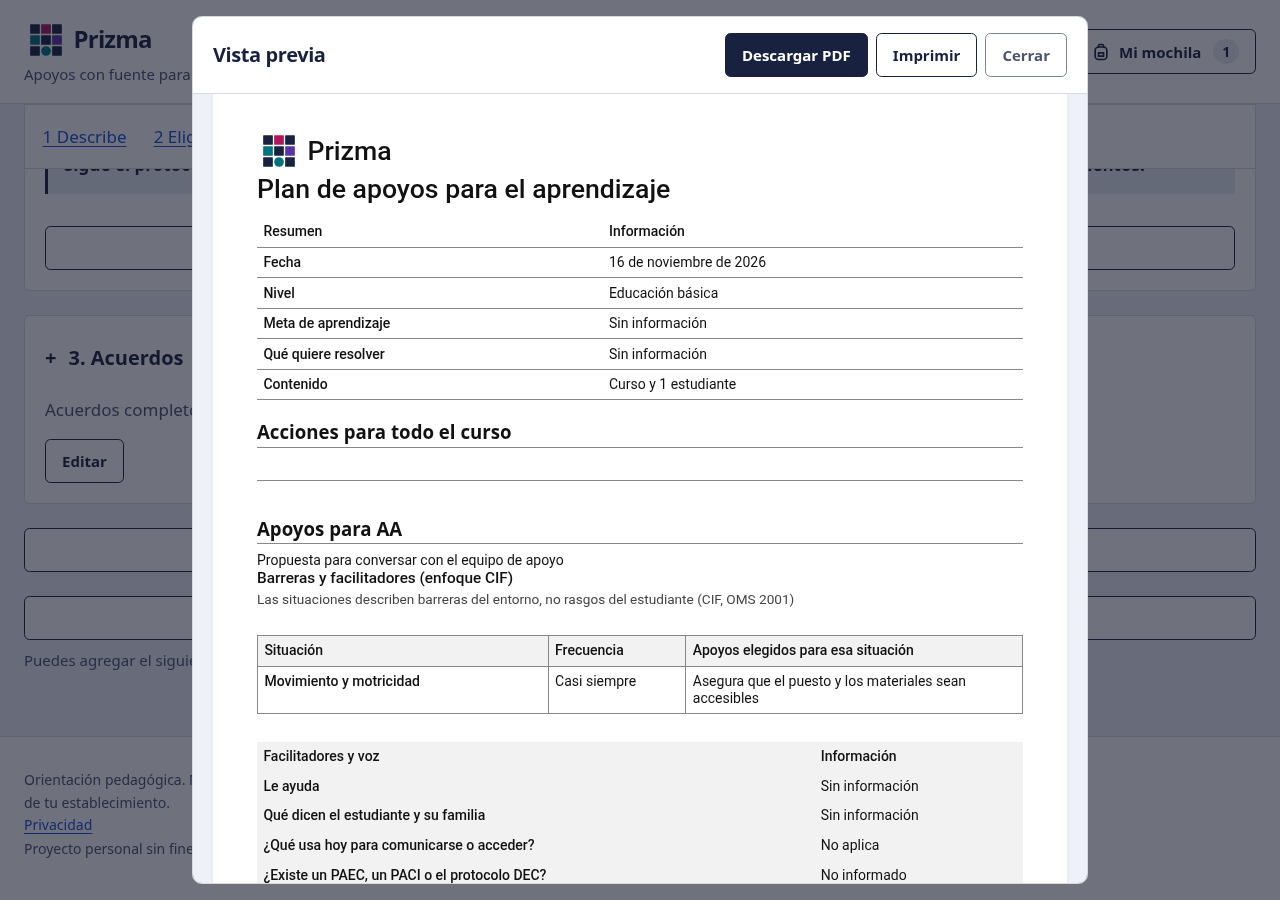 Prizma
Apoyos con fuente para
Mi mochila 1
1 Describe
Vista previa
Descargar PDF
Imprimir
Cerrar
Prizma
Plan de apoyos para el aprendizaje
Resumen Información
Fecha 16 de noviembre de 2026
Nivel Educación básica
Meta de aprendizaje Sin información
Qué quiere resolver Sin información
Contenido Curso y 1 estudiante
Acciones para todo el curso
Apoyos para AA
Propuesta para conversar con el equipo de apoyo
Barreras y facilitadores (enfoque CIF)
Las situaciones describen barreras del entorno, no rasgos del estudiante (CIF, OMS 2001)
Situación Frecuencia Apoyos elegidos para esa situación
Movimiento y motricidad Casi siempre Asegura que el puesto y los materiales sean
accesibles
Facilitadores y voz Información
Le ayuda Sin información
Qué dicen el estudiante y su familia Sin información
¿Qué usa hoy para comunicarse o acceder? No aplica
¿Existe un PAEC, un PACI o el protocolo DEC? No informado
+ 3. Acuerdos
Acuerdos
Editar
Puedes agregar el
Orientación pedagógica.
de tu establecimiento.
Privacidad
Proyecto personal sin